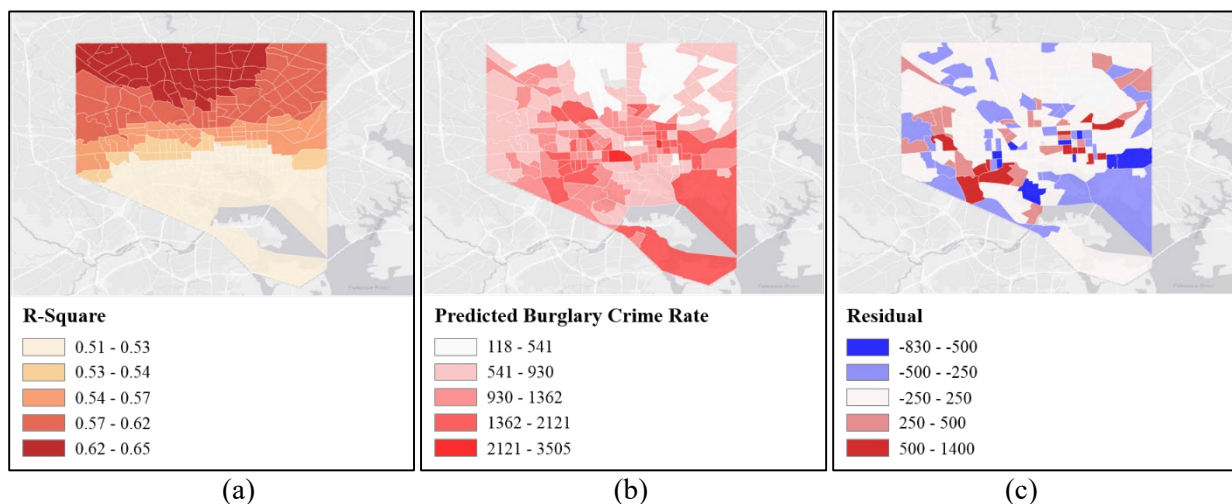 R-Square
0.51 - 0.53
0.53 - 0.54
0.54 - 0.57
0.57 - 0.62
0.62 - 0.65
(a)
Predicted Burglary Crime Rate
118 - 541
541 - 930
930 - 1362
1362 - 2121
2121 - 3505
(b)
Residual
-830 - -500
-500 - -250
-250 - 250
250 - 500
500 - 1400
(c)